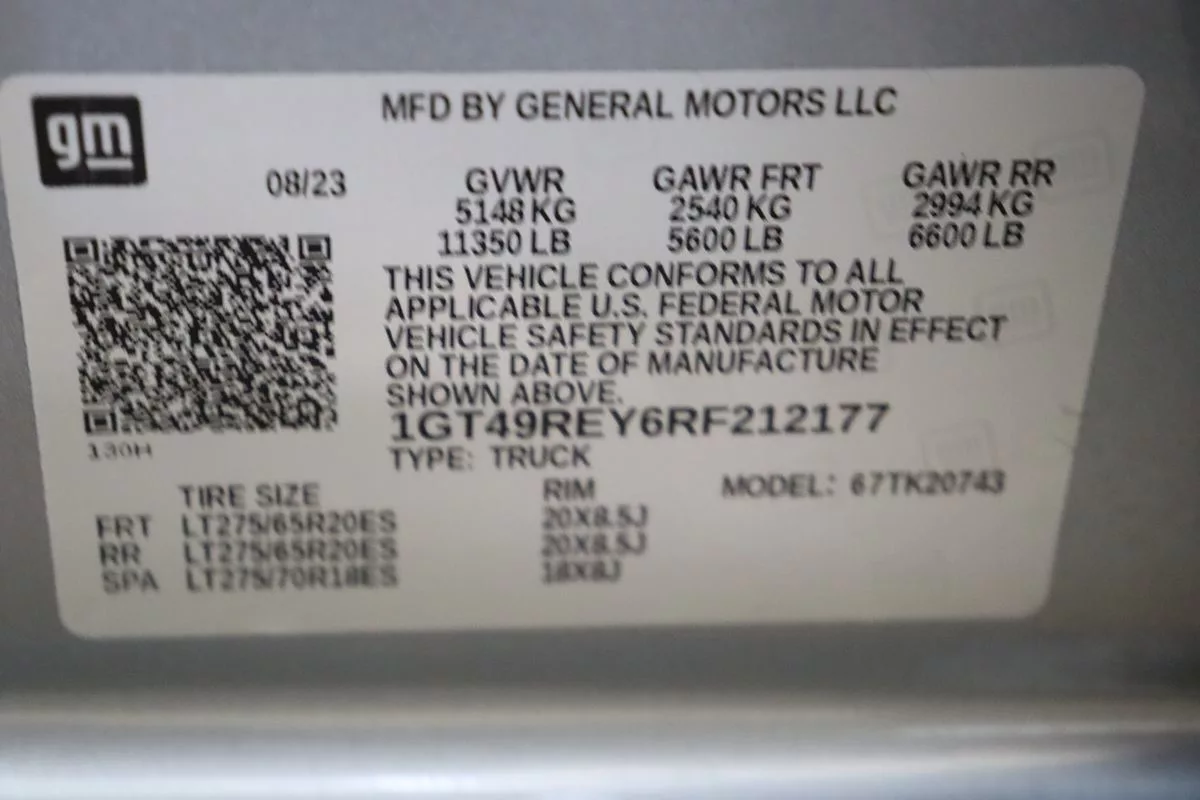 gm
MFD BY GENERAL MOTORS LLC
08/23 GVWR GAWR FRT GAWR RR
5148 KG 2540 KG 2994 KG
11350 LB 5600 LB 6600 LB
THIS VEHICLE CONFORMS TO ALL
APPLICABLE U.S. FEDERAL MOTOR
VEHICLE SAFETY STANDARDS IN EFFECT
ON THE DATE OF MANUFACTURE
SHOWN ABOVE.
1GT49REY6RF212177
130H
TYPE: TRUCK
TIRE SIZE RIM MODEL: 67TK20743
FRT LT275/65R20ES 20X8.5J
RR LT275/65R20ES 20X8.5J
SPA LT275/70R18ES 18X8J